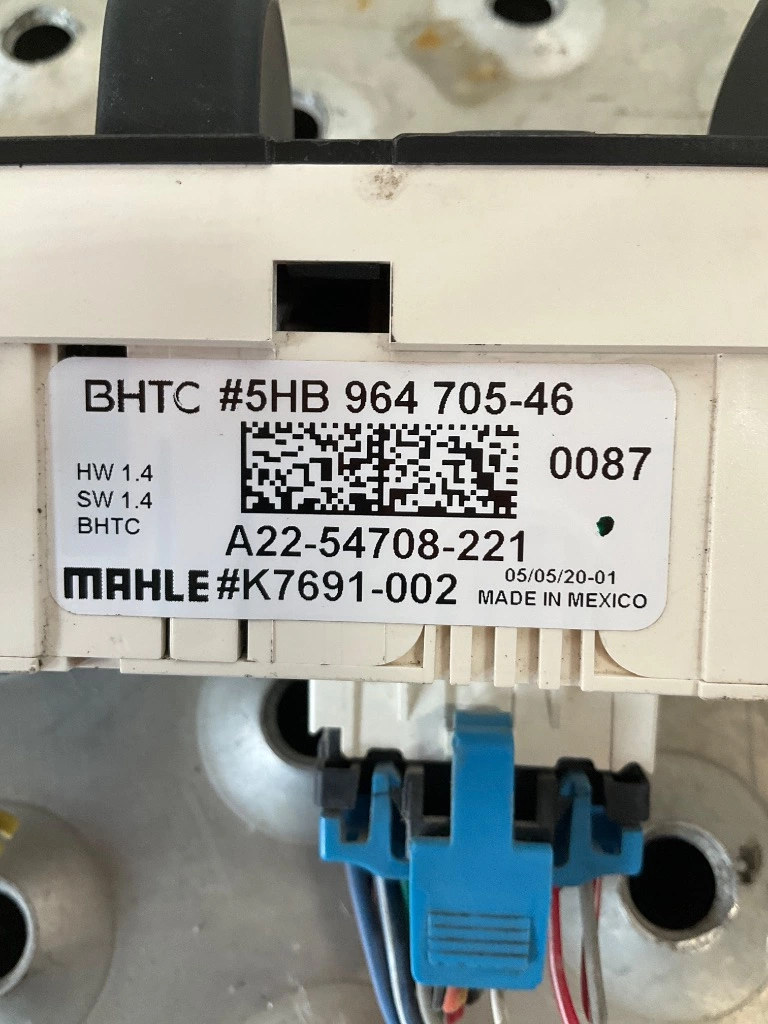 BHTC #5HB 964 705-46
0087
HW 1.4
SW 1.4
BHTC
A22-54708-221
MAHLE #K7691-002
05/05/20-01
MADE IN MEXICO